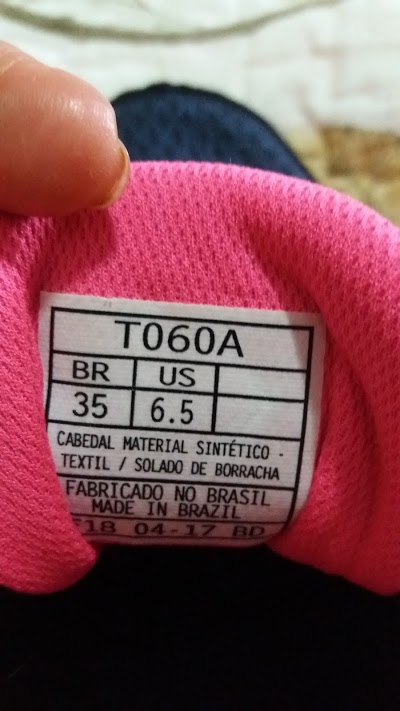 T060A
BR US
35 6.5
CABEDAL MATERIAL SINTÉTICO -
TEXTIL / SOLADO DE BORRACHA
FABRICADO NO BRASIL
MADE IN BRAZIL
04-17 BD